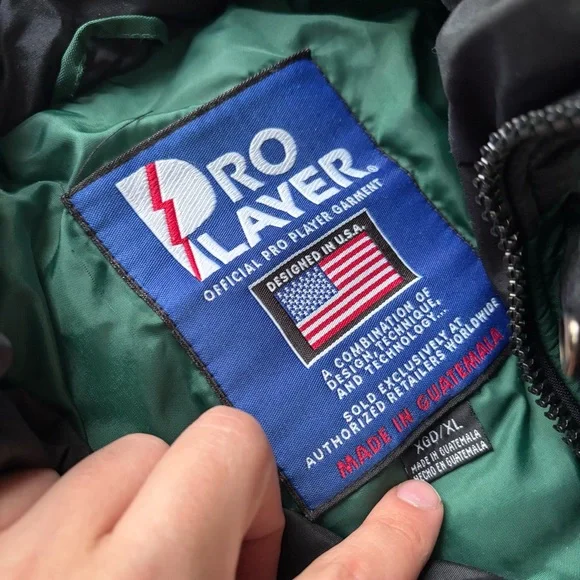 PRO
PLAYER®
OFFICIAL PRO PLAYER GARMENT
DESIGNED IN U.S.A.
A COMBINATION OF
DESIGN, TECHNIQUE,
AND TECHNOLOGY...
SOLD EXCLUSIVELY AT
AUTHORIZED RETAILERS WORLDWIDE
MADE IN GUATEMALA
XGD/XL
MADE IN GUATEMALA
HECHO EN GUATEMALA